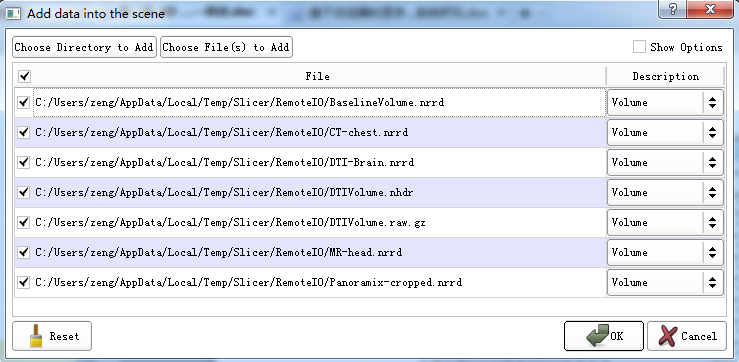 Add data into the scene
Choose Directory to Add Choose File(s) to Add Show Options
File Description
C:/Users/zeng/AppData/Local/Temp/Slicer/RemoteIO/BaselineVolume.nrrd Volume
C:/Users/zeng/AppData/Local/Temp/Slicer/RemoteIO/CT-chest.nrrd Volume
C:/Users/zeng/AppData/Local/Temp/Slicer/RemoteIO/DTI-Brain.nrrd Volume
C:/Users/zeng/AppData/Local/Temp/Slicer/RemoteIO/DTIVolume.nhdr Volume
C:/Users/zeng/AppData/Local/Temp/Slicer/RemoteIO/DTIVolume.raw.gz Volume
C:/Users/zeng/AppData/Local/Temp/Slicer/RemoteIO/MR-head.nrrd Volume
C:/Users/zeng/AppData/Local/Temp/Slicer/RemoteIO/Panoramix-cropped.nrrd Volume
Reset OK Cancel